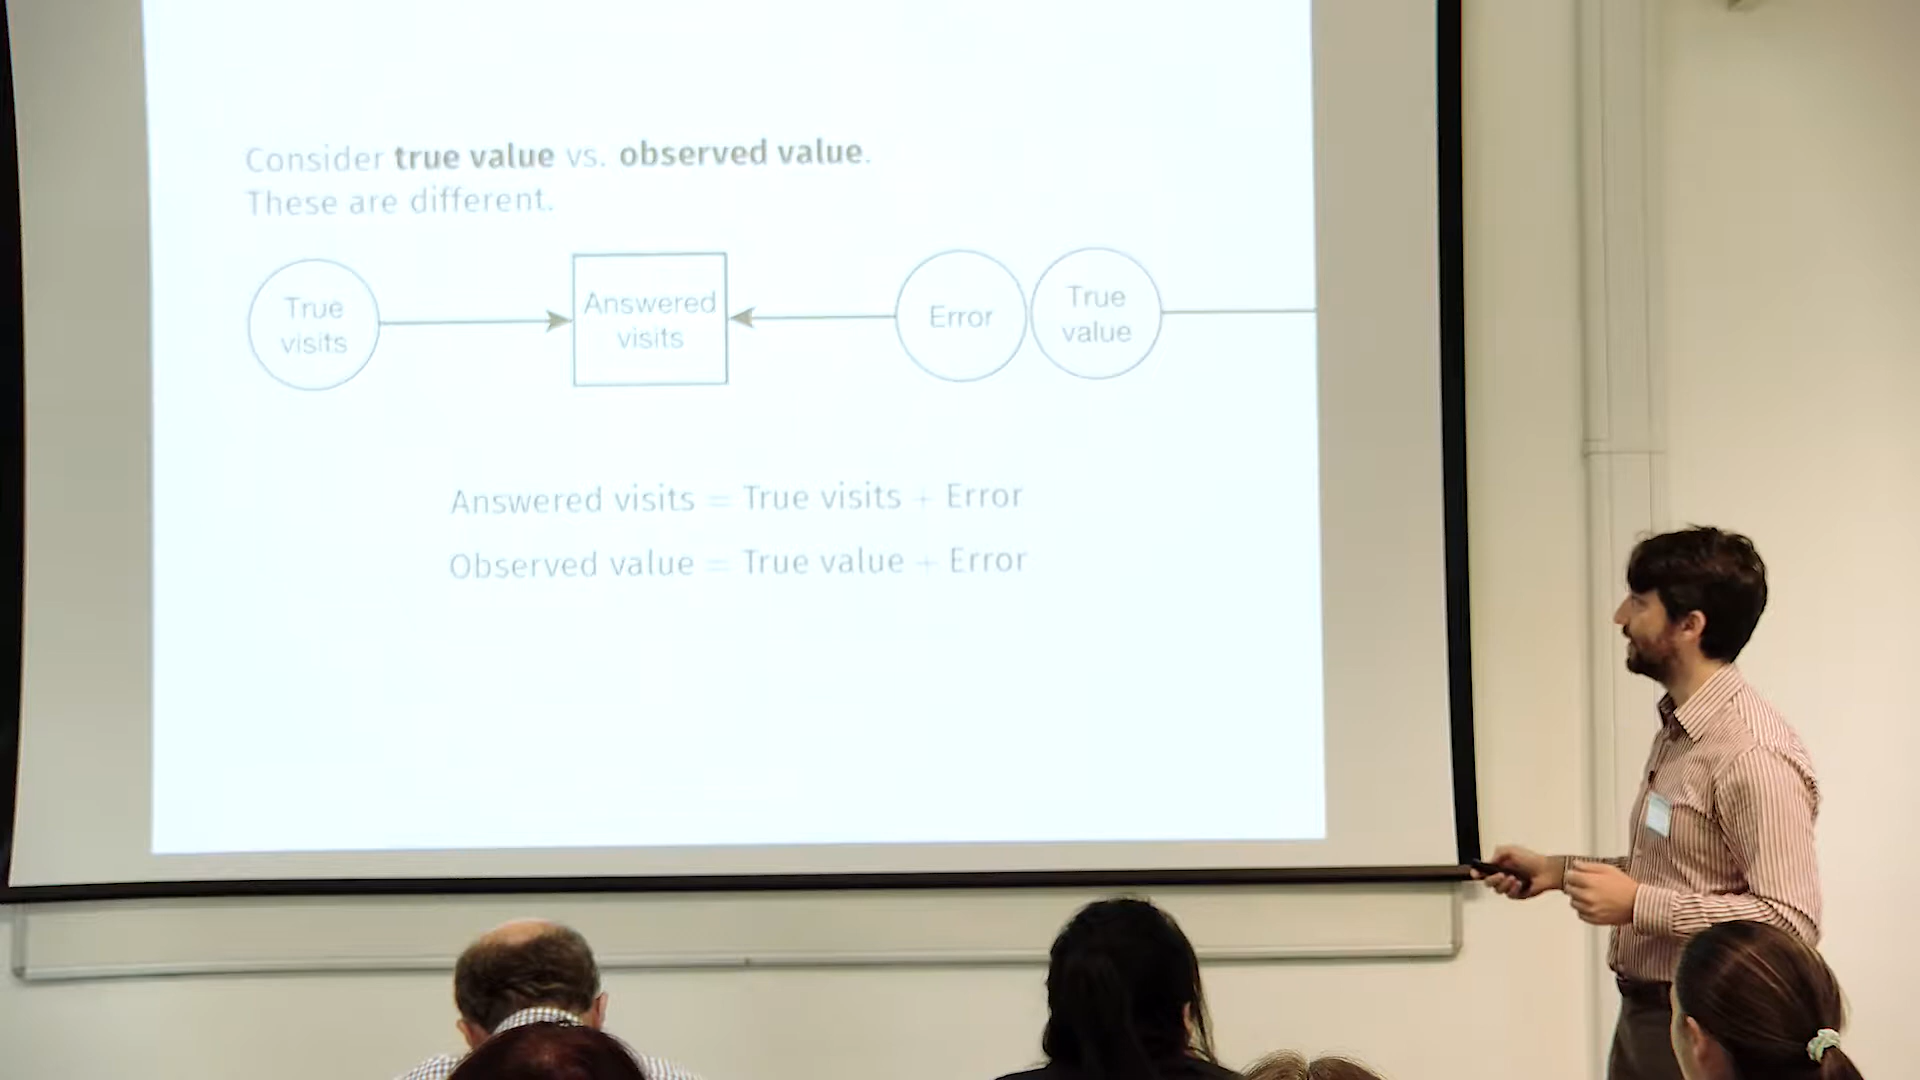 Consider true value vs. observed value.
These are different.
True
visits
Answered
visits
Error
True
value
Answered visits = True visits + Error
Observed value = True value + Error